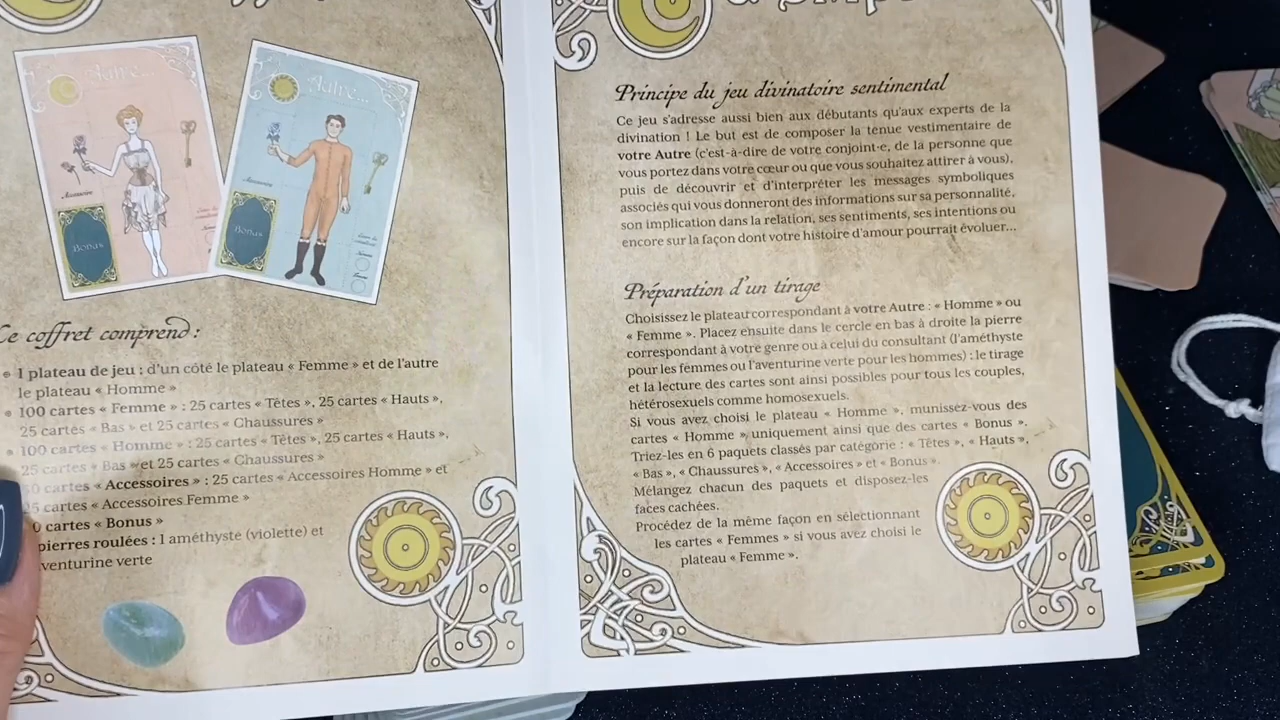 Autre...
Autre...
Accessoire
Accessoire
Bonus
Bonus
Ce coffret comprend :
1 plateau de jeu : d'un côté le plateau « Femme » et de l'autre
le plateau « Homme »
100 cartes « Femme » : 25 cartes « Têtes », 25 cartes « Hauts »,
25 cartes « Bas » et 25 cartes « Chaussures »
100 cartes « Homme » : 25 cartes « Têtes », 25 cartes « Hauts »,
25 cartes « Bas » et 25 cartes « Chaussures »
cartes « Accessoires » : 25 cartes « Accessoires Homme » et
cartes « Accessoires Femme »
cartes « Bonus »
pierres roulées : 1 améthyste (violette) et
aventurine verte
Principe du jeu divinatoire sentimental
Ce jeu s'adresse aussi bien aux débutants qu'aux experts de la
divination ! Le but est de composer la tenue vestimentaire de
votre Autre (c'est-à-dire de votre conjoint·e, de la personne que
vous portez dans votre cœur ou que vous souhaitez attirer à vous),
puis de découvrir et d'interpréter les messages symboliques
associés qui vous donneront des informations sur sa personnalité,
son implication dans la relation, ses sentiments, ses intentions ou
encore sur la façon dont votre histoire d'amour pourrait évoluer...
Préparation d'un tirage
Choisissez le plateau correspondant à votre Autre : « Homme » ou
« Femme ». Placez ensuite dans le cercle en bas à droite la pierre
correspondant à votre genre ou à celui du consultant (l'améthyste
pour les femmes ou l'aventurine verte pour les hommes) : le tirage
et la lecture des cartes sont ainsi possibles pour tous les couples,
hétérosexuels comme homosexuels.
Si vous avez choisi le plateau « Homme », munissez-vous des
cartes « Homme » uniquement ainsi que des cartes « Bonus ».
Triez-les en 6 paquets classés par catégorie : « Têtes », « Hauts »,
« Bas », « Chaussures », « Accessoires » et « Bonus ».
Mélangez chacun des paquets et disposez-les
faces cachées.
Procédez de la même façon en sélectionnant
les cartes « Femmes » si vous avez choisi le
plateau « Femme ».